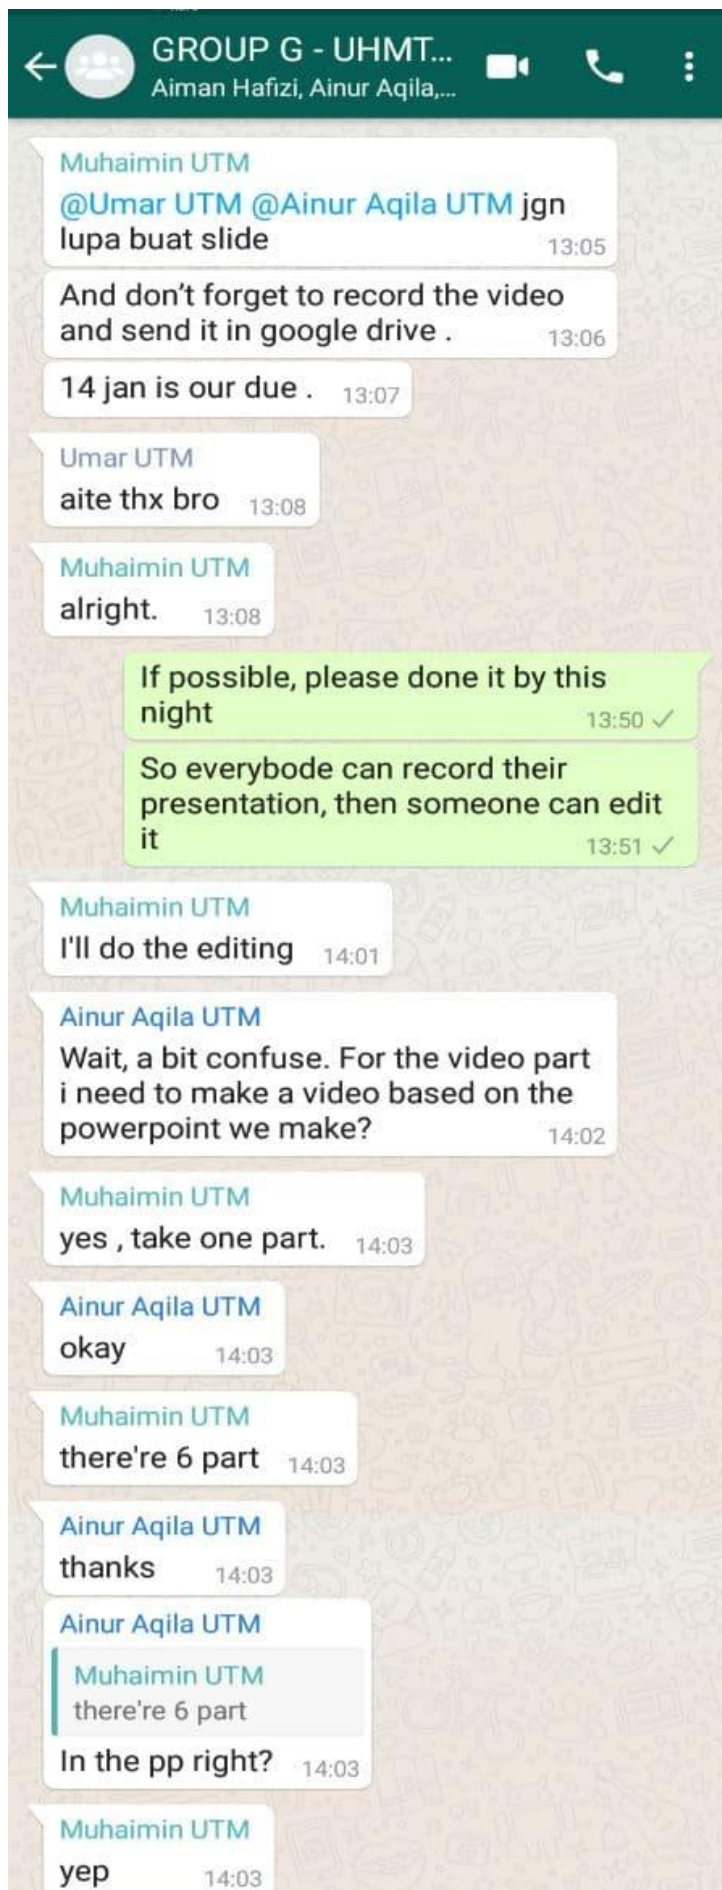 GROUP G - UHMT...
Aiman Hafizi, Ainur Aqila,...
Muhaimin UTM
@Umar UTM @Ainur Aqila UTM jgn
lupa buat slide 13:05
And don't forget to record the video
and send it in google drive . 13:06
14 jan is our due . 13:07
Umar UTM
aite thx bro 13:08
Muhaimin UTM
alright. 13:08
If possible, please done it by this
night 13:50
So everybode can record their
presentation, then someone can edit
it 13:51
Muhaimin UTM
I'll do the editing 14:01
Ainur Aqila UTM
Wait, a bit confuse. For the video part
i need to make a video based on the
powerpoint we make? 14:02
Muhaimin UTM
yes , take one part. 14:03
Ainur Aqila UTM
okay 14:03
Muhaimin UTM
there're 6 part 14:03
Ainur Aqila UTM
thanks 14:03
Ainur Aqila UTM
Muhaimin UTM
there're 6 part
In the pp right? 14:03
Muhaimin UTM
yep 14:03